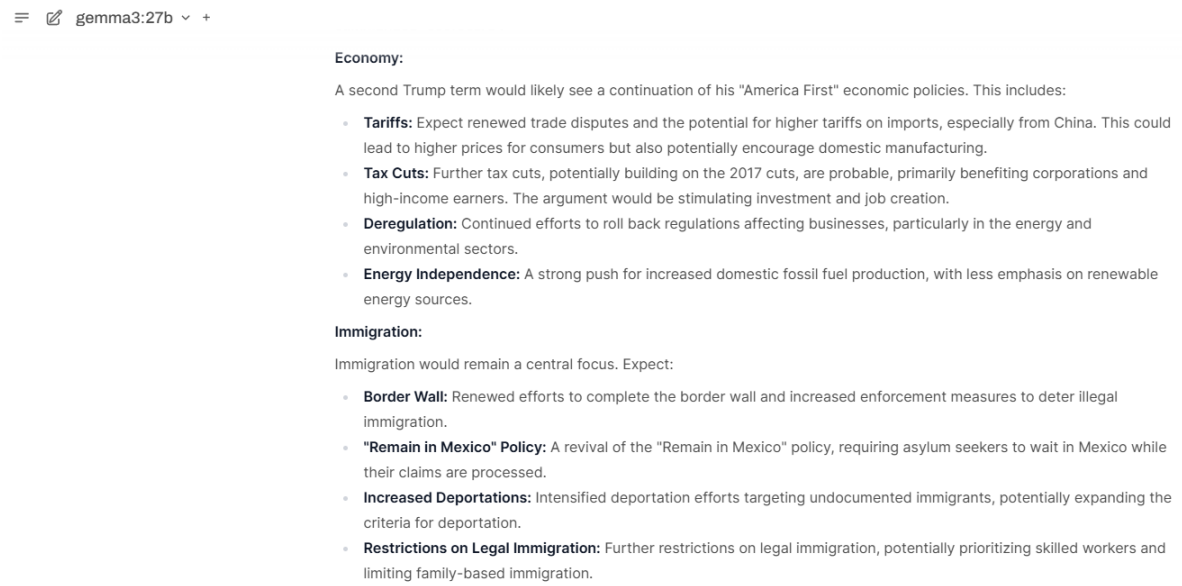 gemma3:27b
Economy:
A second Trump term would likely see a continuation of his "America First" economic policies. This includes:
Tariffs: Expect renewed trade disputes and the potential for higher tariffs on imports, especially from China. This could
lead to higher prices for consumers but also potentially encourage domestic manufacturing.
Tax Cuts: Further tax cuts, potentially building on the 2017 cuts, are probable, primarily benefiting corporations and
high-income earners. The argument would be stimulating investment and job creation.
Deregulation: Continued efforts to roll back regulations affecting businesses, particularly in the energy and
environmental sectors.
Energy Independence: A strong push for increased domestic fossil fuel production, with less emphasis on renewable
energy sources.
Immigration:
Immigration would remain a central focus. Expect:
Border Wall: Renewed efforts to complete the border wall and increased enforcement measures to deter illegal
immigration.
"Remain in Mexico" Policy: A revival of the "Remain in Mexico" policy, requiring asylum seekers to wait in Mexico while
their claims are processed.
Increased Deportations: Intensified deportation efforts targeting undocumented immigrants, potentially expanding the
criteria for deportation.
Restrictions on Legal Immigration: Further restrictions on legal immigration, potentially prioritizing skilled workers and
limiting family-based immigration.